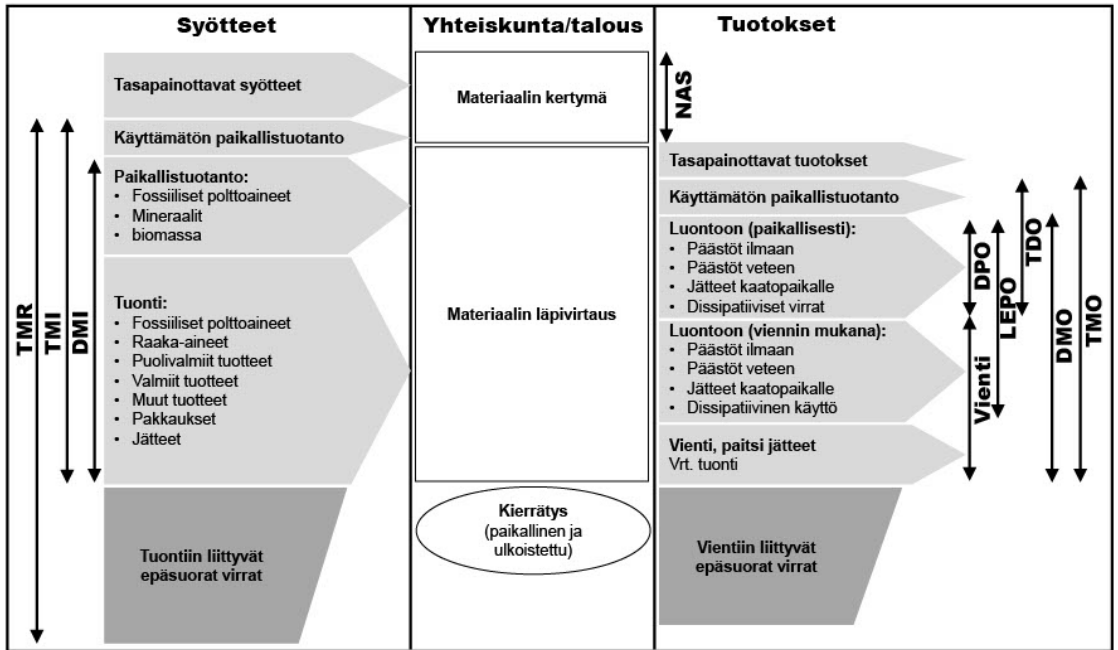 Syötteet
Tasapainottavat syötteet
Käyttämätön paikallistuotanto
Paikallistuotanto:
• Fossiiliset polttoaineet
• Mineraalit
• biomassa
Tuonti:
• Fossiiliset polttoaineet
• Raaka-aineet
• Puolivalmiit tuotteet
• Valmiit tuotteet
• Muut tuotteet
• Pakkaukset
• Jätteet
Tuontiin liittyvät
epäsuorat virrat
TMR
TMI
DMI
Yhteiskunta/talous
Materiaalin kertymä
Materiaalin läpivirtaus
Kierrätys
(paikallinen ja
ulkoistettu)
Tuotokset
NAS
Tasapainottavat tuotokset
Käyttämätön paikallistuotanto
Luontoon (paikallisesti):
• Päästöt ilmaan
• Päästöt veteen
• Jätteet kaatopaikalle
• Dissipatiiviset virrat
Luontoon (viennin mukana):
• Päästöt ilmaan
• Päästöt veteen
• Jätteet kaatopaikalle
• Dissipatiivinen käyttö
Vienti, paitsi jätteet
Vrt. tuonti
Vientiin liittyvät
epäsuorat virrat
DPO
Vienti
LEPO
TDO
DMO
TMO